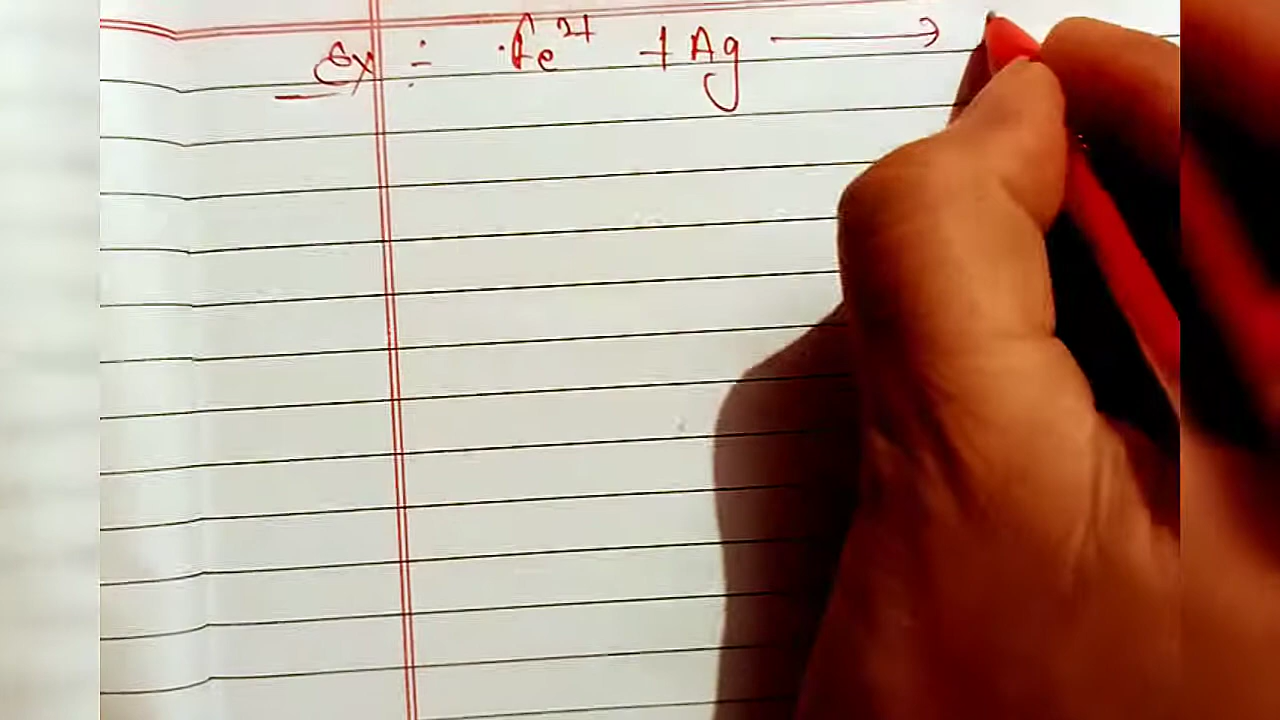 Ex :- Fe²⁺ + Ag ⟶